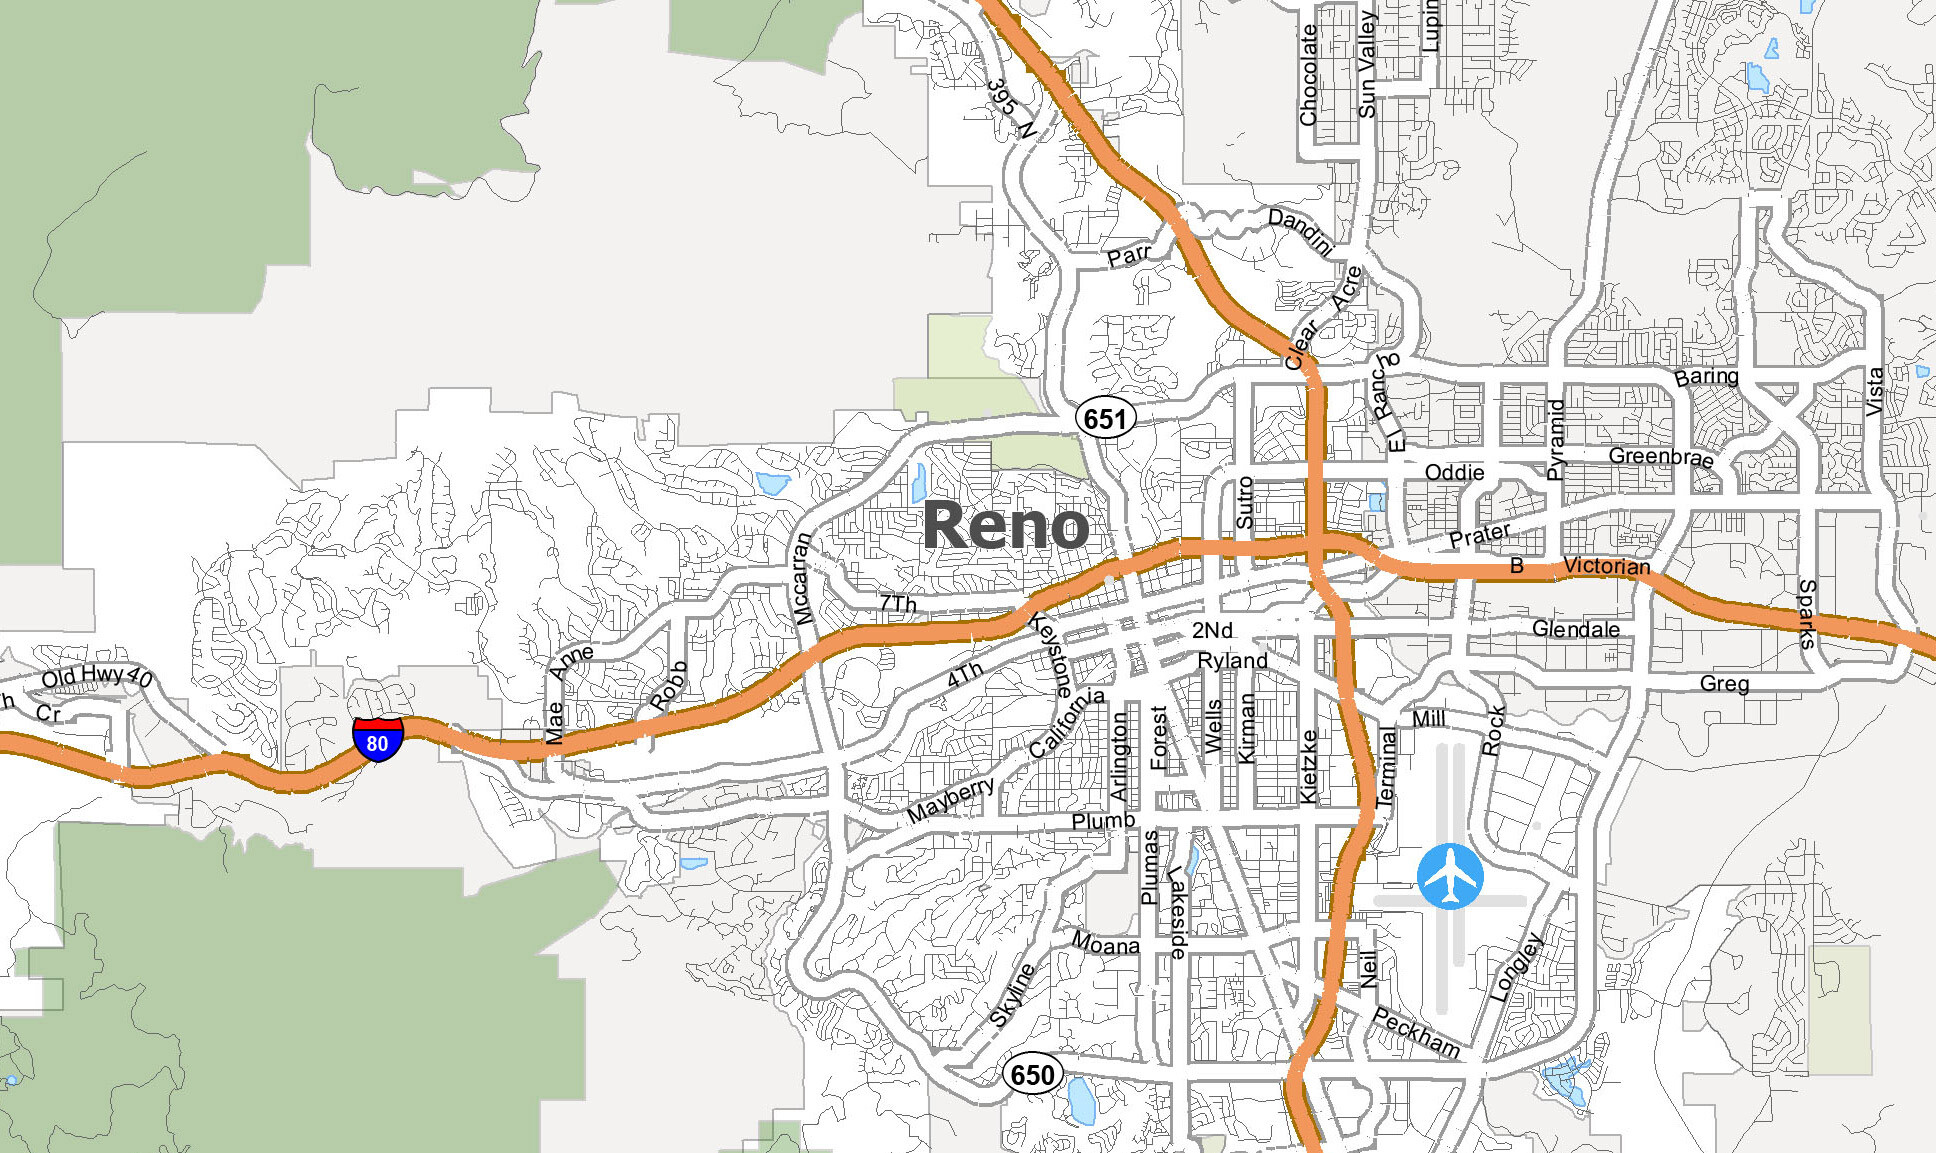 Chocolate
Sun Valley
Lupin
395 N
Dandini
Parr
Clear Acre
El Rancho
Baring
Vista
651
Pyramid
Greenbrae
Oddie
Sutro
Reno
Prater
B
Victorian
Mccarran
7Th
Keystone
2Nd
Glendale
Sparks
Ryland
Anne
Old Hwy 40
Robb
4Th
Greg
h
Cr
Mae
80
California
Arlington
Forest
Wells
Kirman
Kietzke
Terminal
Mill
Rock
Mayberry
Plumb
Plumas
Lakeside
Moana
Neil
Longley
Skyline
Peckham
650